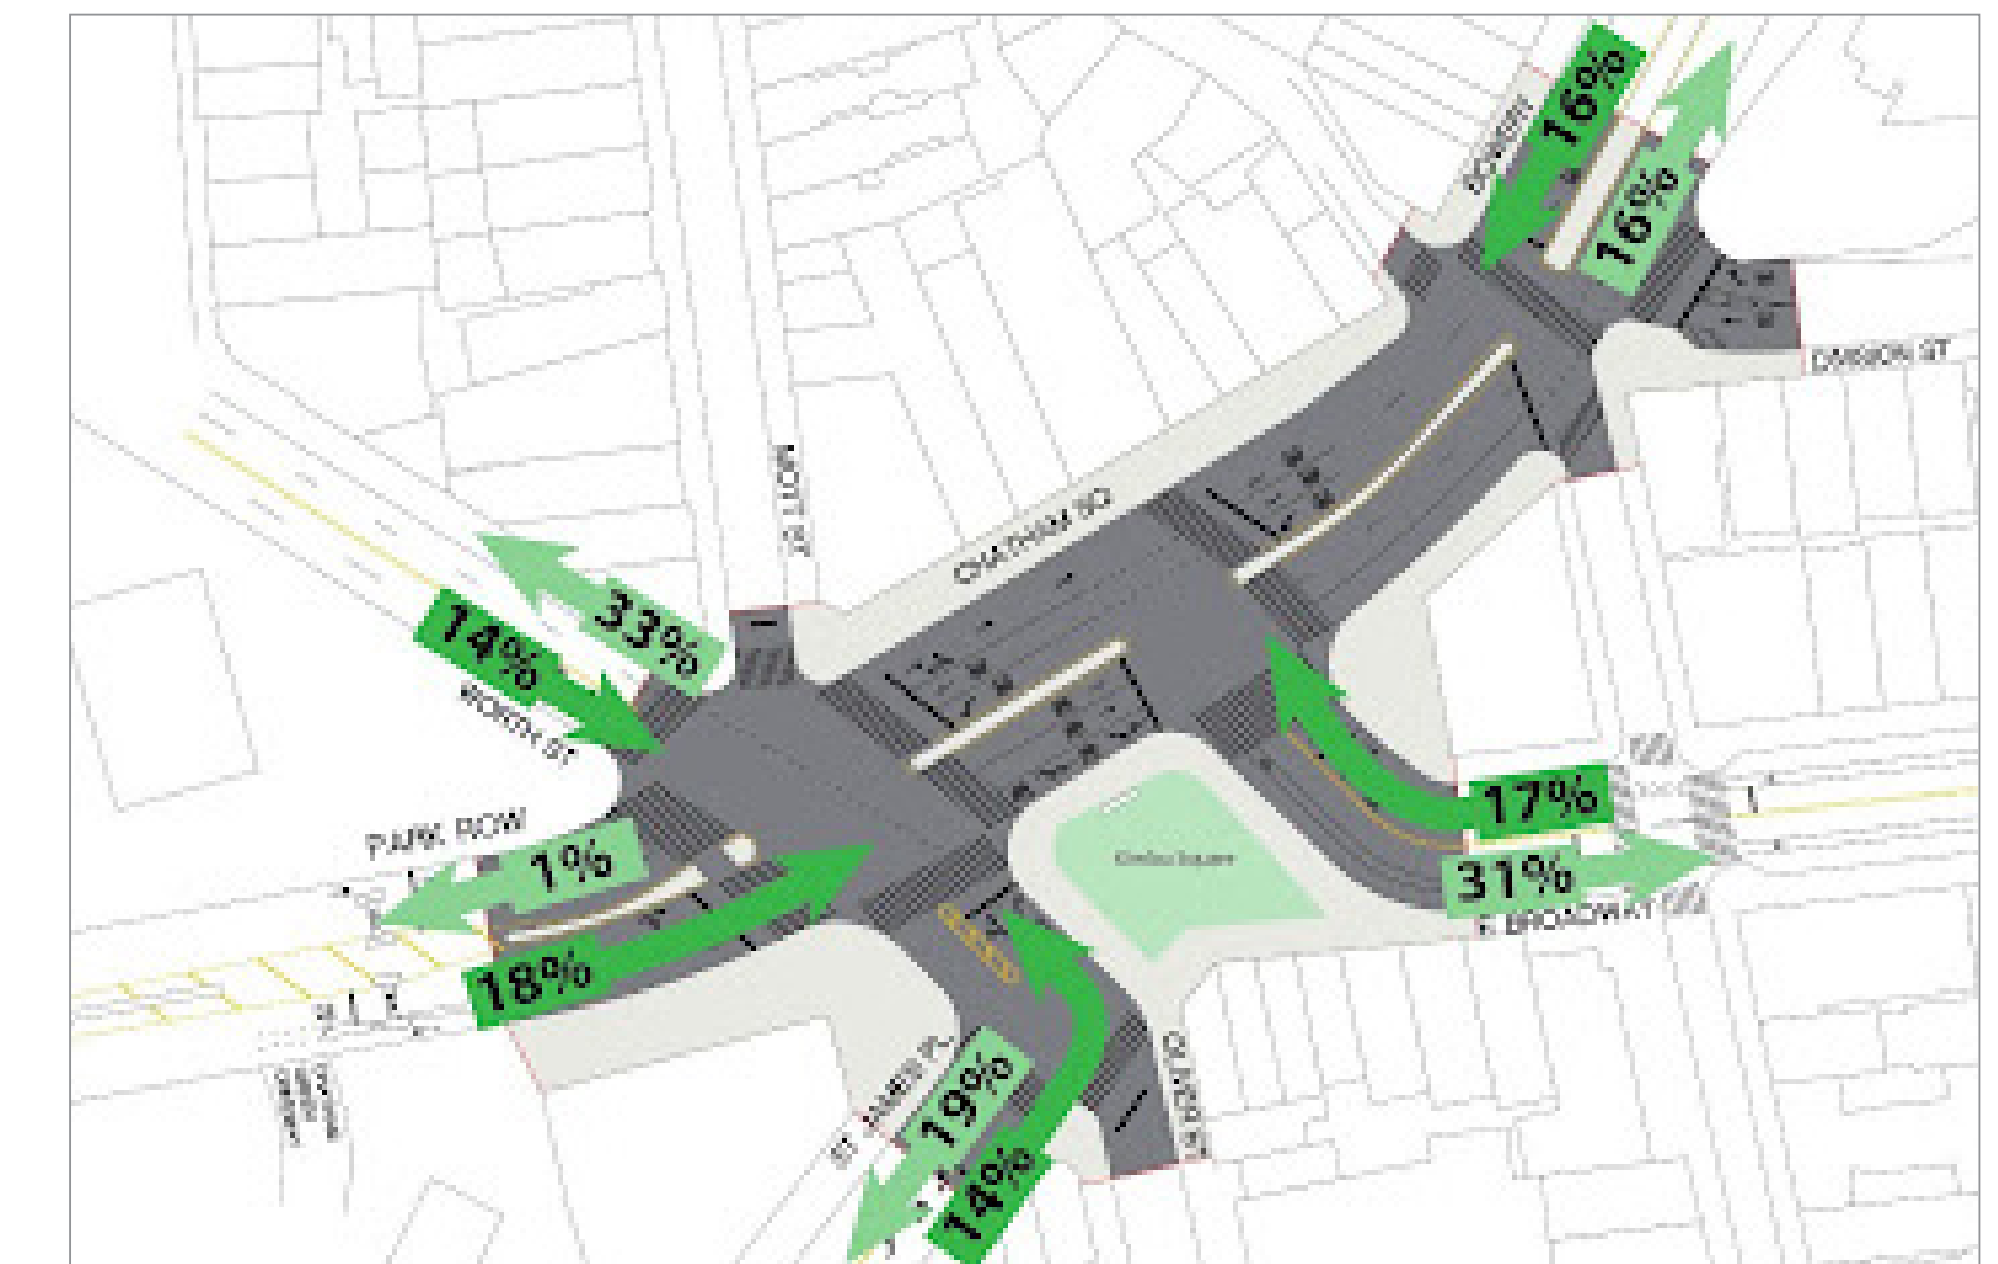 16%
BOWERY
16%
DIVISION ST
MOTT ST
CHATHAM SQ
33%
14%
WORTH ST
PARK ROW
1%
17%
31%
E. BROADWAY
18%
ST. JAMES PL
19%
14%
OLIVER ST